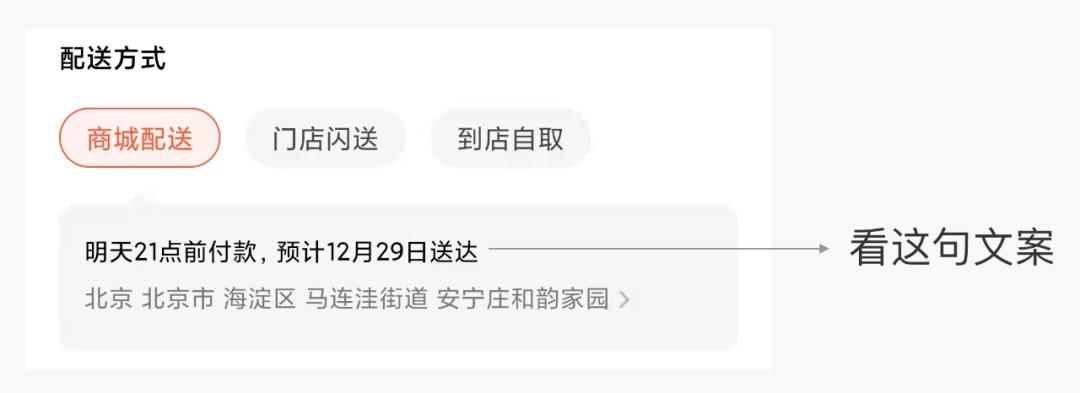 配送方式
商城配送 门店闪送 到店自取
明天21点前付款，预计12月29日送达
看这句文案
北京 北京市 海淀区 马连洼街道 安宁庄和韵家园 >